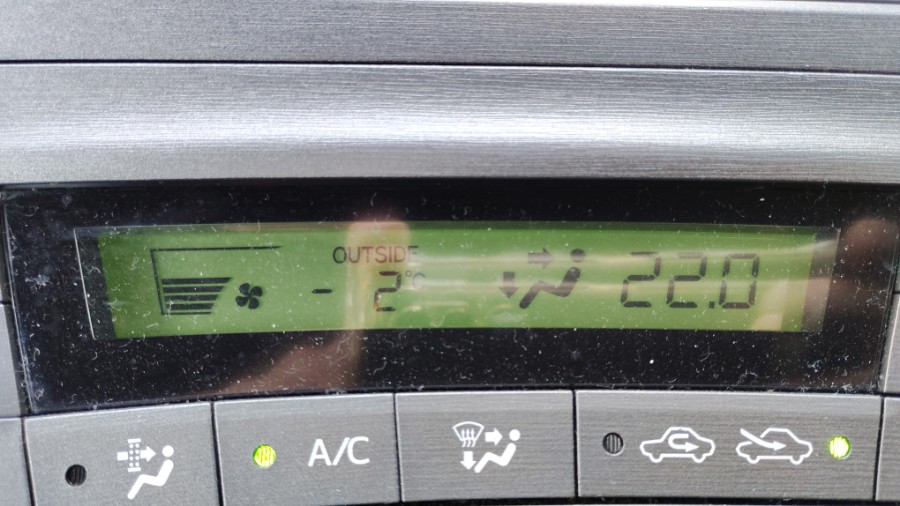 OUTSIDE
- 2°C 22.0
A/C